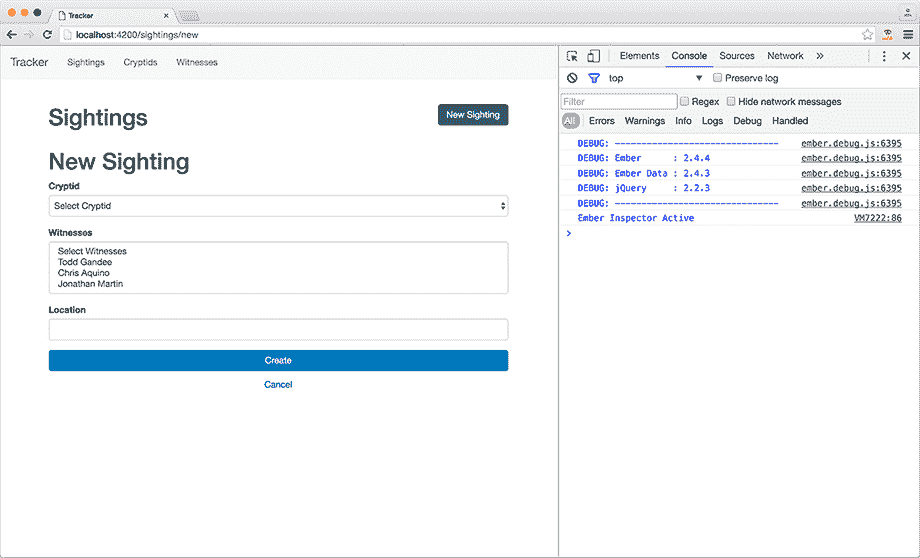 Tracker
localhost:4200/sightings/new
Tracker Sightings Cryptids Witnesses
Sightings
New Sighting
New Sighting
Cryptid
Select Cryptid
Witnesses
Select Witnesses
Todd Gandee
Chris Aquino
Jonathan Martin
Location
Create
Cancel
Elements Console Sources Network »
top Preserve log
Filter Regex Hide network messages
All Errors Warnings Info Logs Debug Handled
DEBUG: ------------------------------- ember.debug.js:6395
DEBUG: Ember : 2.4.4 ember.debug.js:6395
DEBUG: Ember Data : 2.4.3 ember.debug.js:6395
DEBUG: jQuery : 2.2.3 ember.debug.js:6395
DEBUG: ------------------------------- ember.debug.js:6395
Ember Inspector Active VM7222:86
>